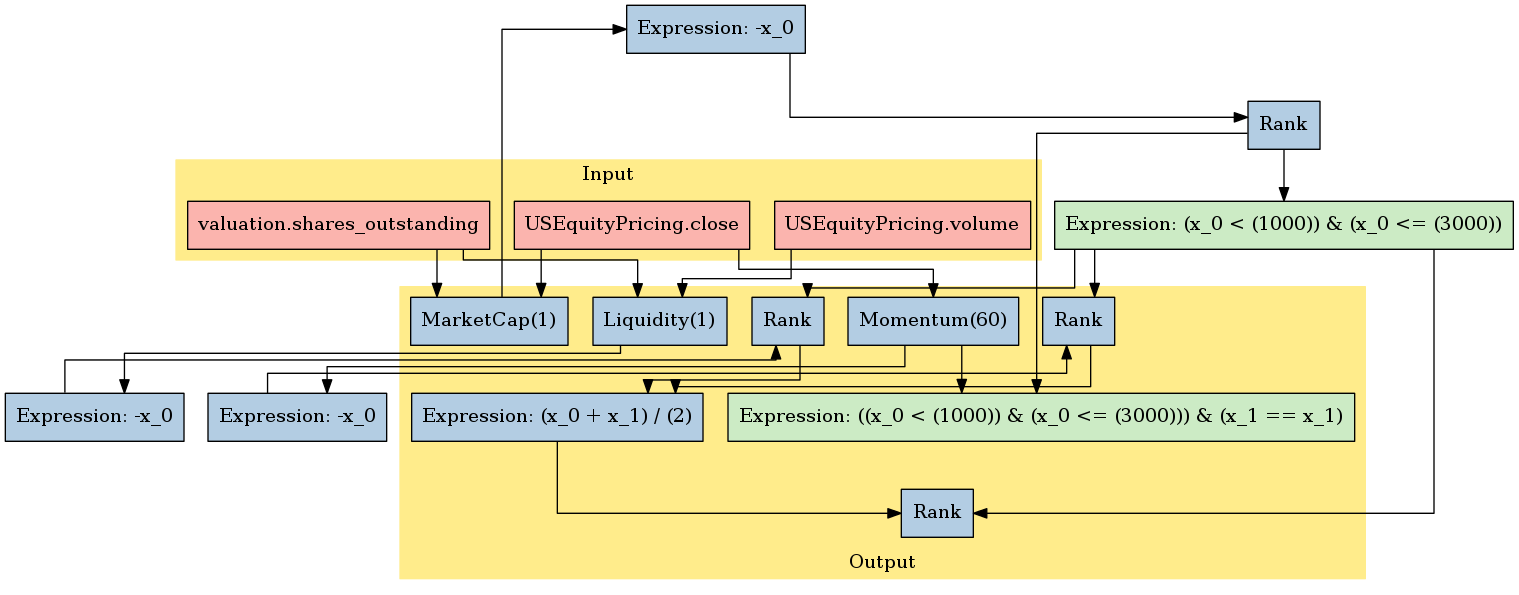 Expression: -x_0
Rank
Input
valuation.shares_outstanding
USEquityPricing.close
USEquityPricing.volume
Expression: (x_0 < (1000)) & (x_0 <= (3000))
MarketCap(1)
Liquidity(1)
Rank
Momentum(60)
Rank
Expression: -x_0
Expression: -x_0
Expression: (x_0 + x_1) / (2)
Expression: ((x_0 < (1000)) & (x_0 <= (3000))) & (x_1 == x_1)
Rank
Output